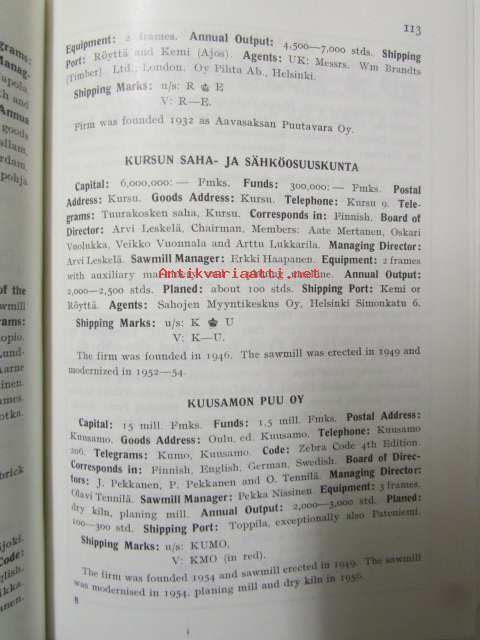 113
Equipment: 2 frames. Annual Output: 4,500—7,000 stds. Shipping
Port: Röyttä and Kemi (Ajos). Agents: UK: Messrs. Wm Brandts
(Timber) Ltd., London, Oy Pihta Ab., Helsinki.
Shipping Marks: u/s: R ♚ E
V: R—E.
Firm was founded 1932 as Aavasaksan Puutavara Oy.
KURSUN SAHA- JA SÄHKÖOSUUSKUNTA
Capital: 6,000,000: — Fmks. Funds: 300,000: — Fmks. Postal
Address: Kursu. Goods Address: Kursu. Telephone: Kursu 9. Tele-
grams: Tuurakosken saha, Kursu. Corresponds in: Finnish. Board of
Director: Arvi Leskelä, Chairman, Members: Aate Mertanen, Oskari
Vuolukka, Veikko Vuonnala and Arttu Lukkarila. Managing Director:
Arvi Leskelä. Sawmill Manager: Erkki Haapanen. Equipment: 2 frames
with auxiliary Annual Output:
2,000—2,500 stds. Planed: about 100 stds. Shipping Port: Kemi or
Röyttä. Agents: Sahojen Myyntikeskus Oy, Helsinki Simonkatu 6.
Shipping Marks: u/s: K ♚ U
V: K—U.
The firm was founded in 1946. The sawmill was erected in 1949 and
modernized in 1952—54.
KUUSAMON PUU OY
Capital: 15 mill. Fmks. Funds: 1,5 mill. Fmks. Postal Address:
Kuusamo. Goods Address: Oulu, ed. Kuusamo. Telephone: Kuusamo
206. Telegrams: Kumo, Kuusamo. Code: Zebra Code 4th Edition.
Corresponds in: Finnish, English, German, Swedish. Board of Direc-
tors: J. Pekkanen, P. Pekkanen and O. Tennilä. Managing Director:
Olavi Tennilä. Sawmill Manager: Pekka Nissinen. Equipment: 3 frames,
dry kiln, planing mill. Annual Output: 2,000—3,000 std. Planed:
100—300 std. Shipping Port: Toppila, exceptionally also Pateniemi.
Shipping Marks: u/s: KUMO,
V: KMO (in red).
The firm was founded 1954 and sawmill erected in 1949. The sawmill
was modernised in 1954, planing mill and dry kiln in 1956.
8
Antikvariaatti.net